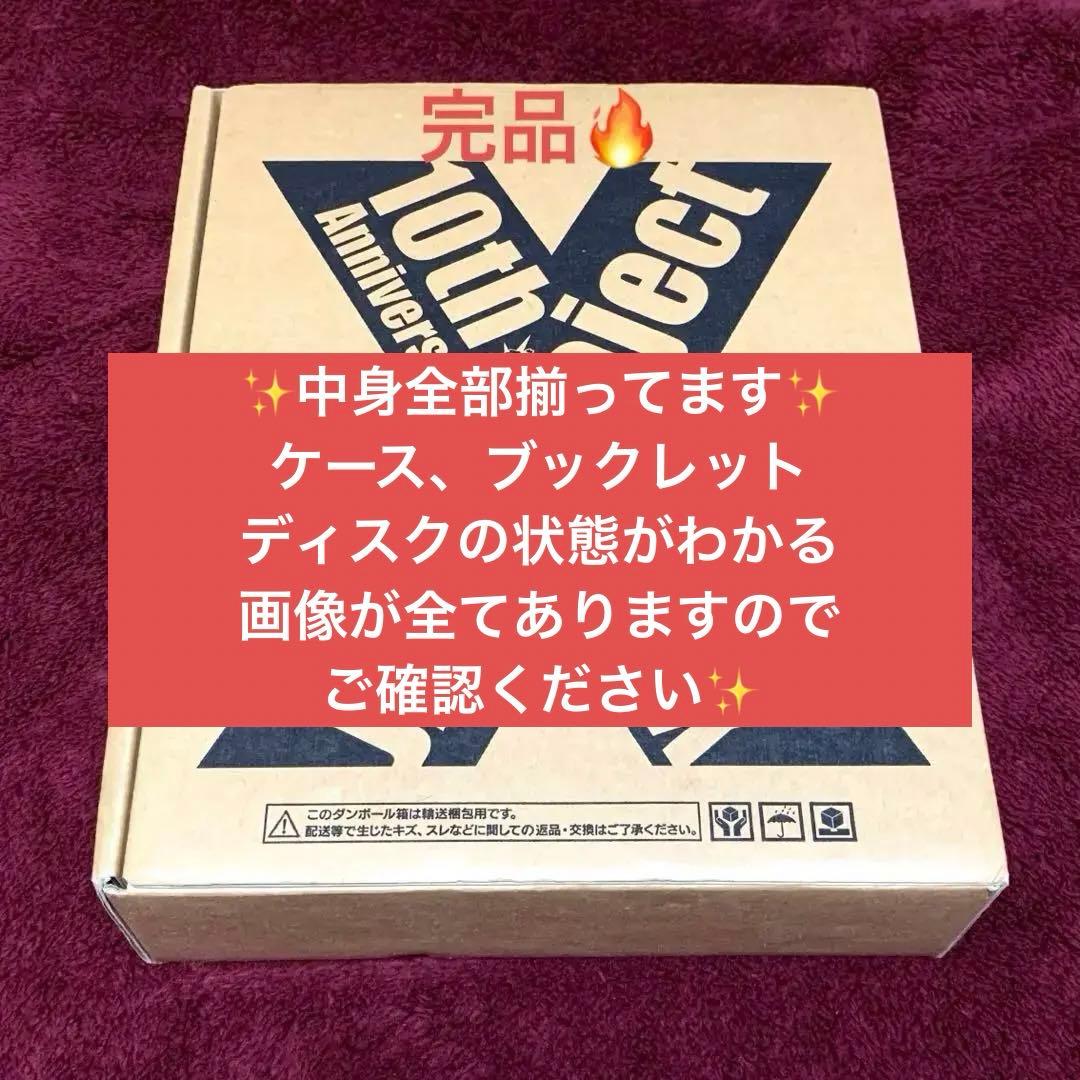 完品🔥
10th
Annivers
ject
✨中身全部揃ってます✨
ケース、ブックレット
ディスクの状態がわかる
画像が全てありますので
ご確認ください✨
このダンボール箱は輸送梱包用です。
配送等で生じたキズ、スレなどに関しての返品・交換はご了承ください。